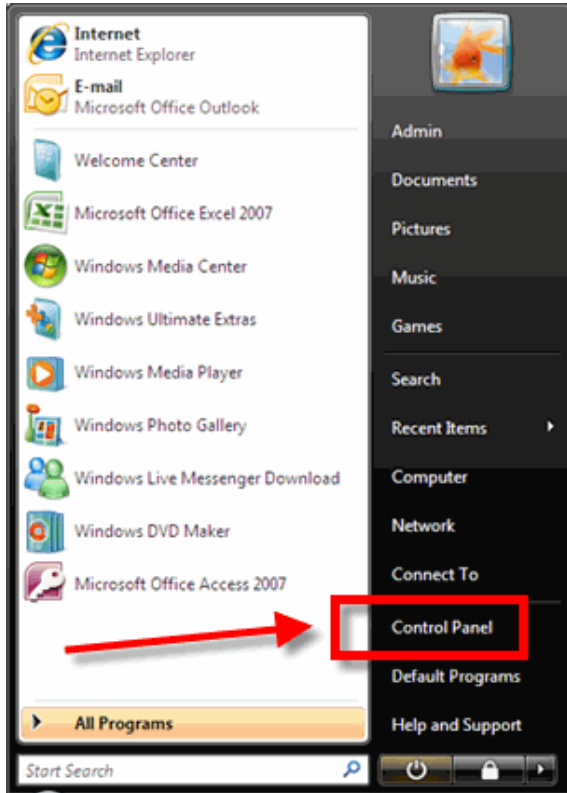 Internet
Internet Explorer
E-mail
Microsoft Office Outlook
Welcome Center
Microsoft Office Excel 2007
Windows Media Center
Windows Ultimate Extras
Windows Media Player
Windows Photo Gallery
Windows Live Messenger Download
Windows DVD Maker
Microsoft Office Access 2007
All Programs
Start Search
Admin
Documents
Pictures
Music
Games
Search
Recent Items
Computer
Network
Connect To
Control Panel
Default Programs
Help and Support